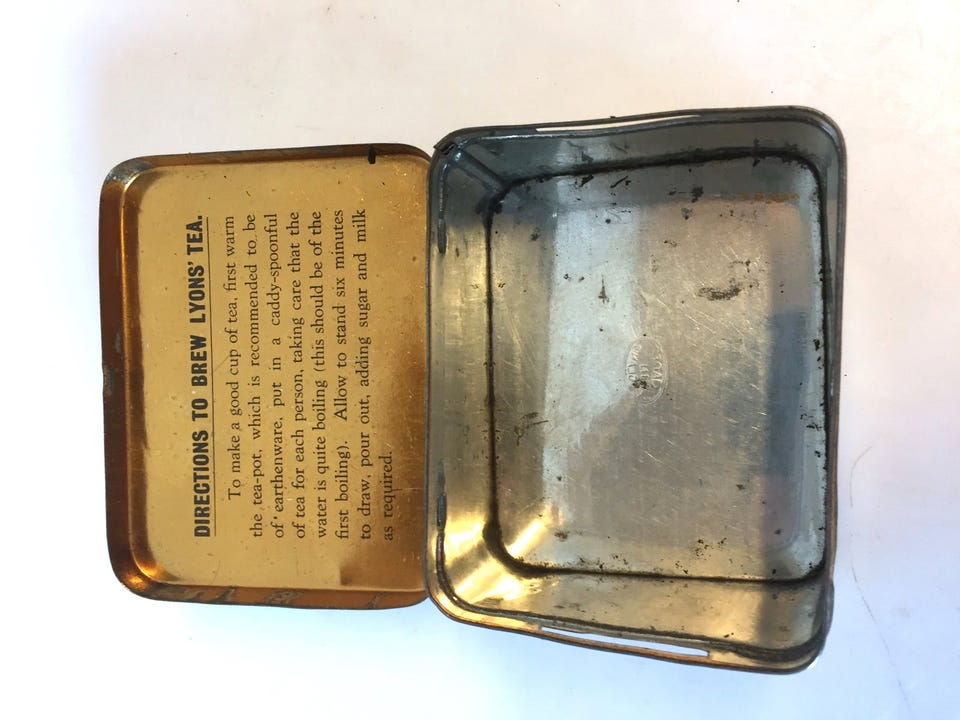 DIRECTIONS TO BREW LYONS' TEA.
To make a good cup of tea, first warm
the tea-pot, which is recommended to be
of earthenware, put in a caddy-spoonful
of tea for each person, taking care that the
water is quite boiling (this should be of the
first boiling). Allow to stand six minutes
to draw, pour out, adding sugar and milk
as required.